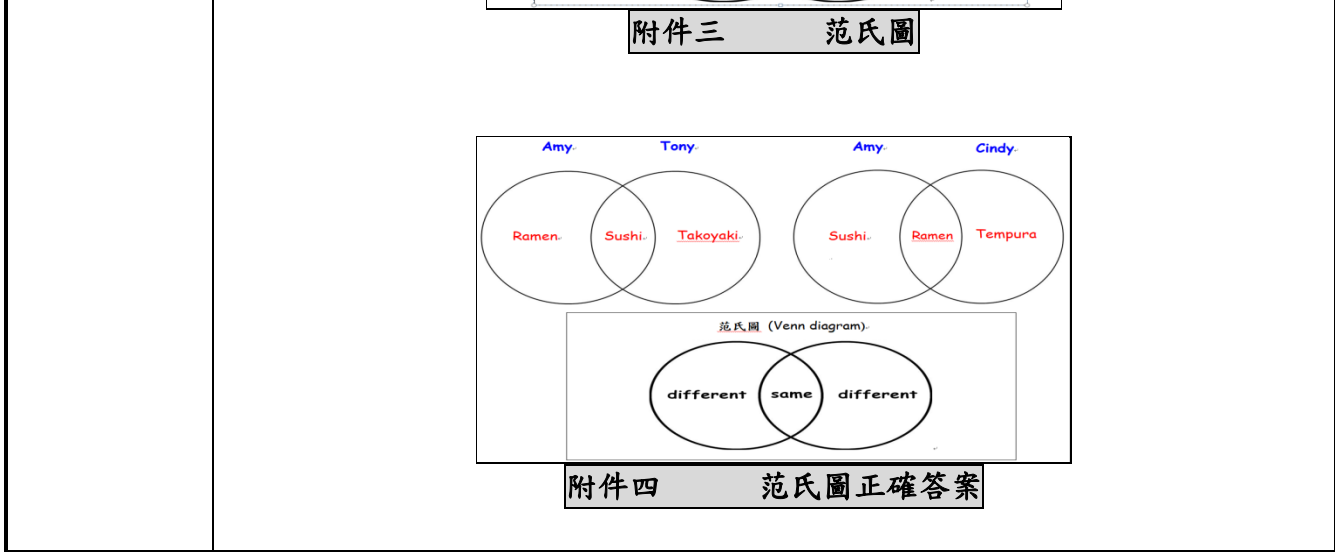 附件三 范氏圖
Amy Tony Amy Cindy
Ramen Sushi Takoyaki Sushi Ramen Tempura
范氏圖 (Venn diagram)
different same different
附件四 范氏圖正確答案